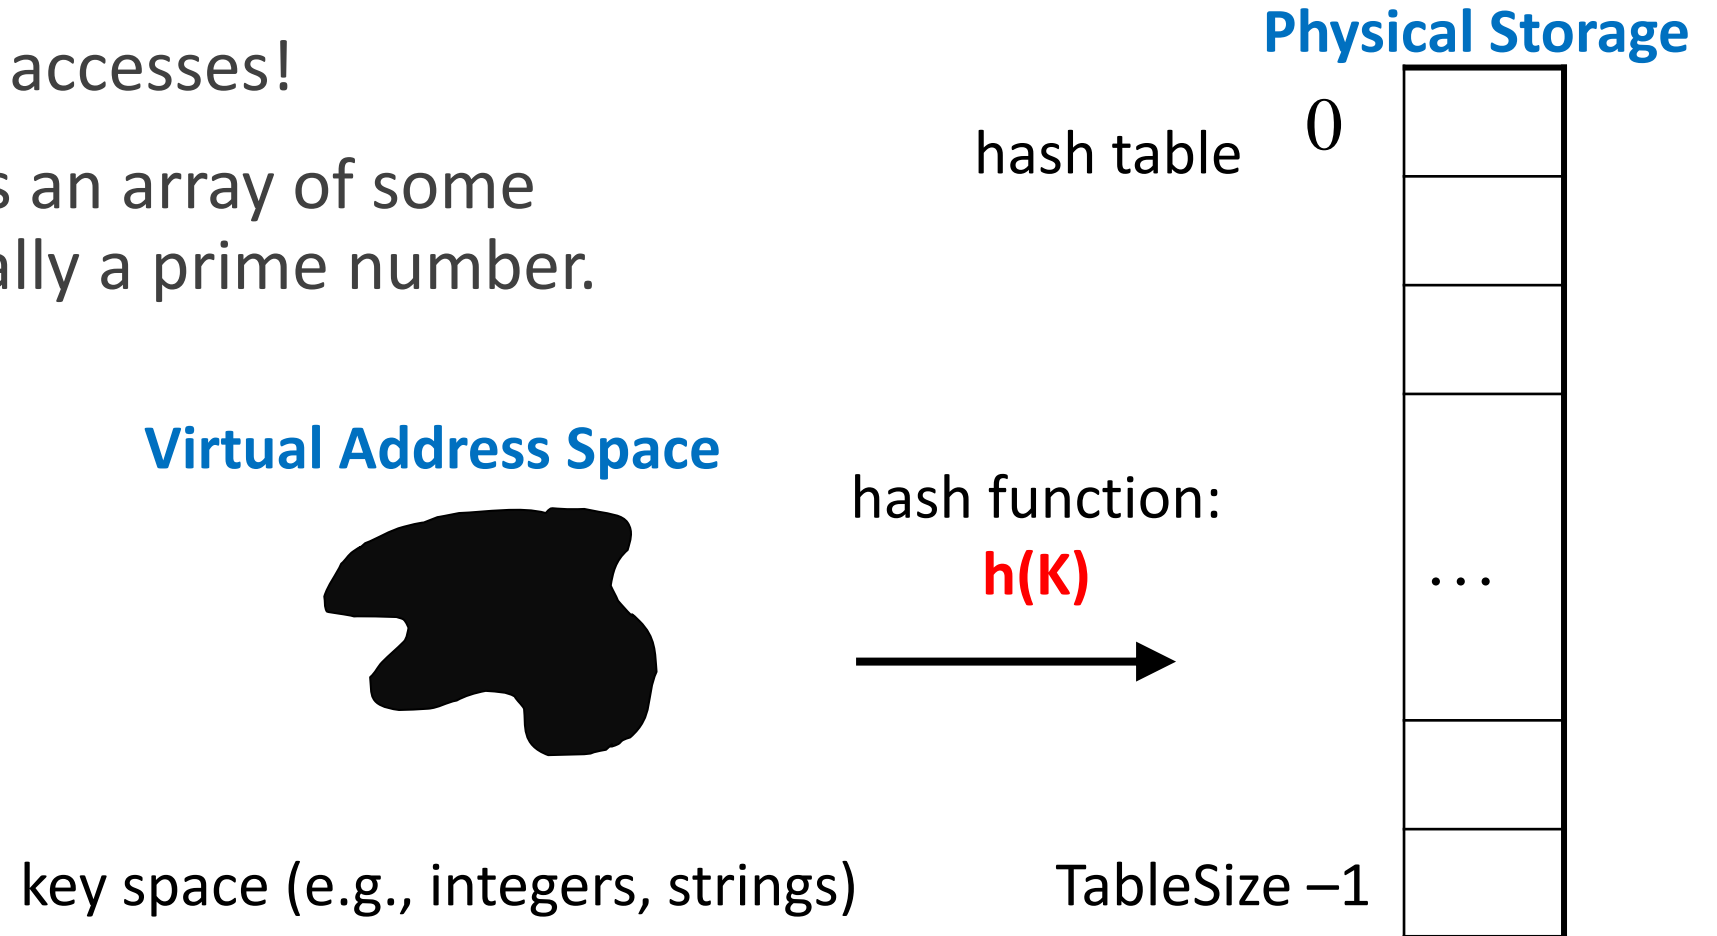 Physical Storage
accesses!
0
hash table
an array of some
a prime number.
Virtual Address Space
hash function:
h(K)
...
key space (e.g., integers, strings)
TableSize –1